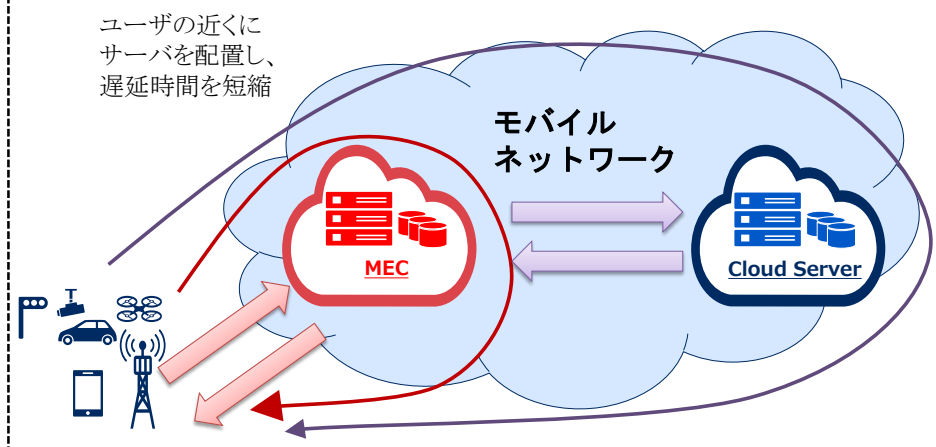 ユーザの近くに
サーバを配置し、
遅延時間を短縮
モバイル
ネットワーク
MEC
Cloud Server